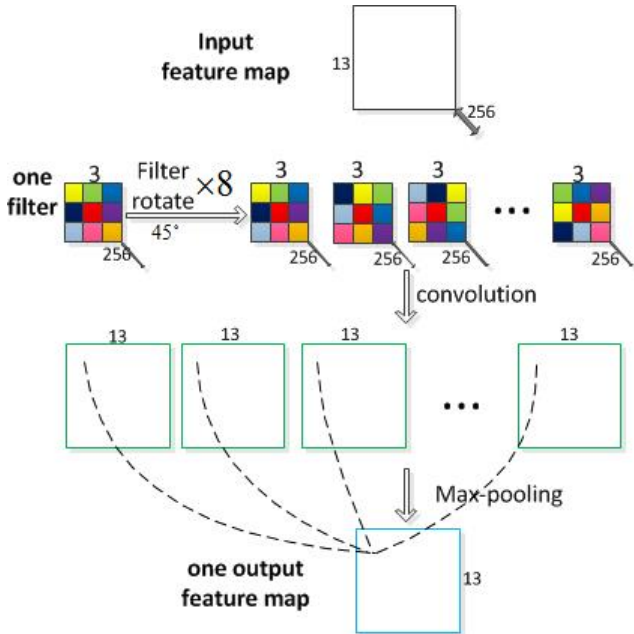 Input
feature map
13
256
one
filter
3
256
Filter
rotate
×8
45°
3
256
3
256
3
256
•••
3
256
convolution
13
13
13
•••
13
Max-pooling
one output
feature map
13